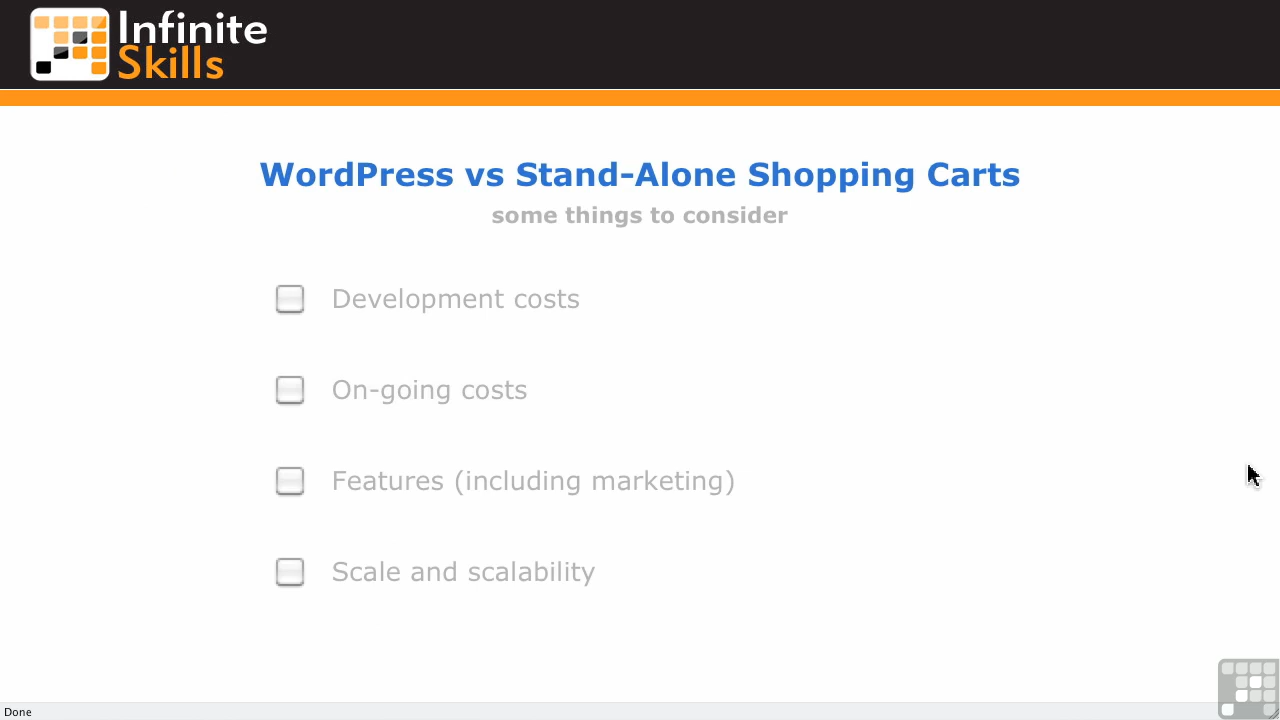 Infinite
Skills
WordPress vs Stand-Alone Shopping Carts
some things to consider
Development costs
On-going costs
Features (including marketing)
Scale and scalability
Done